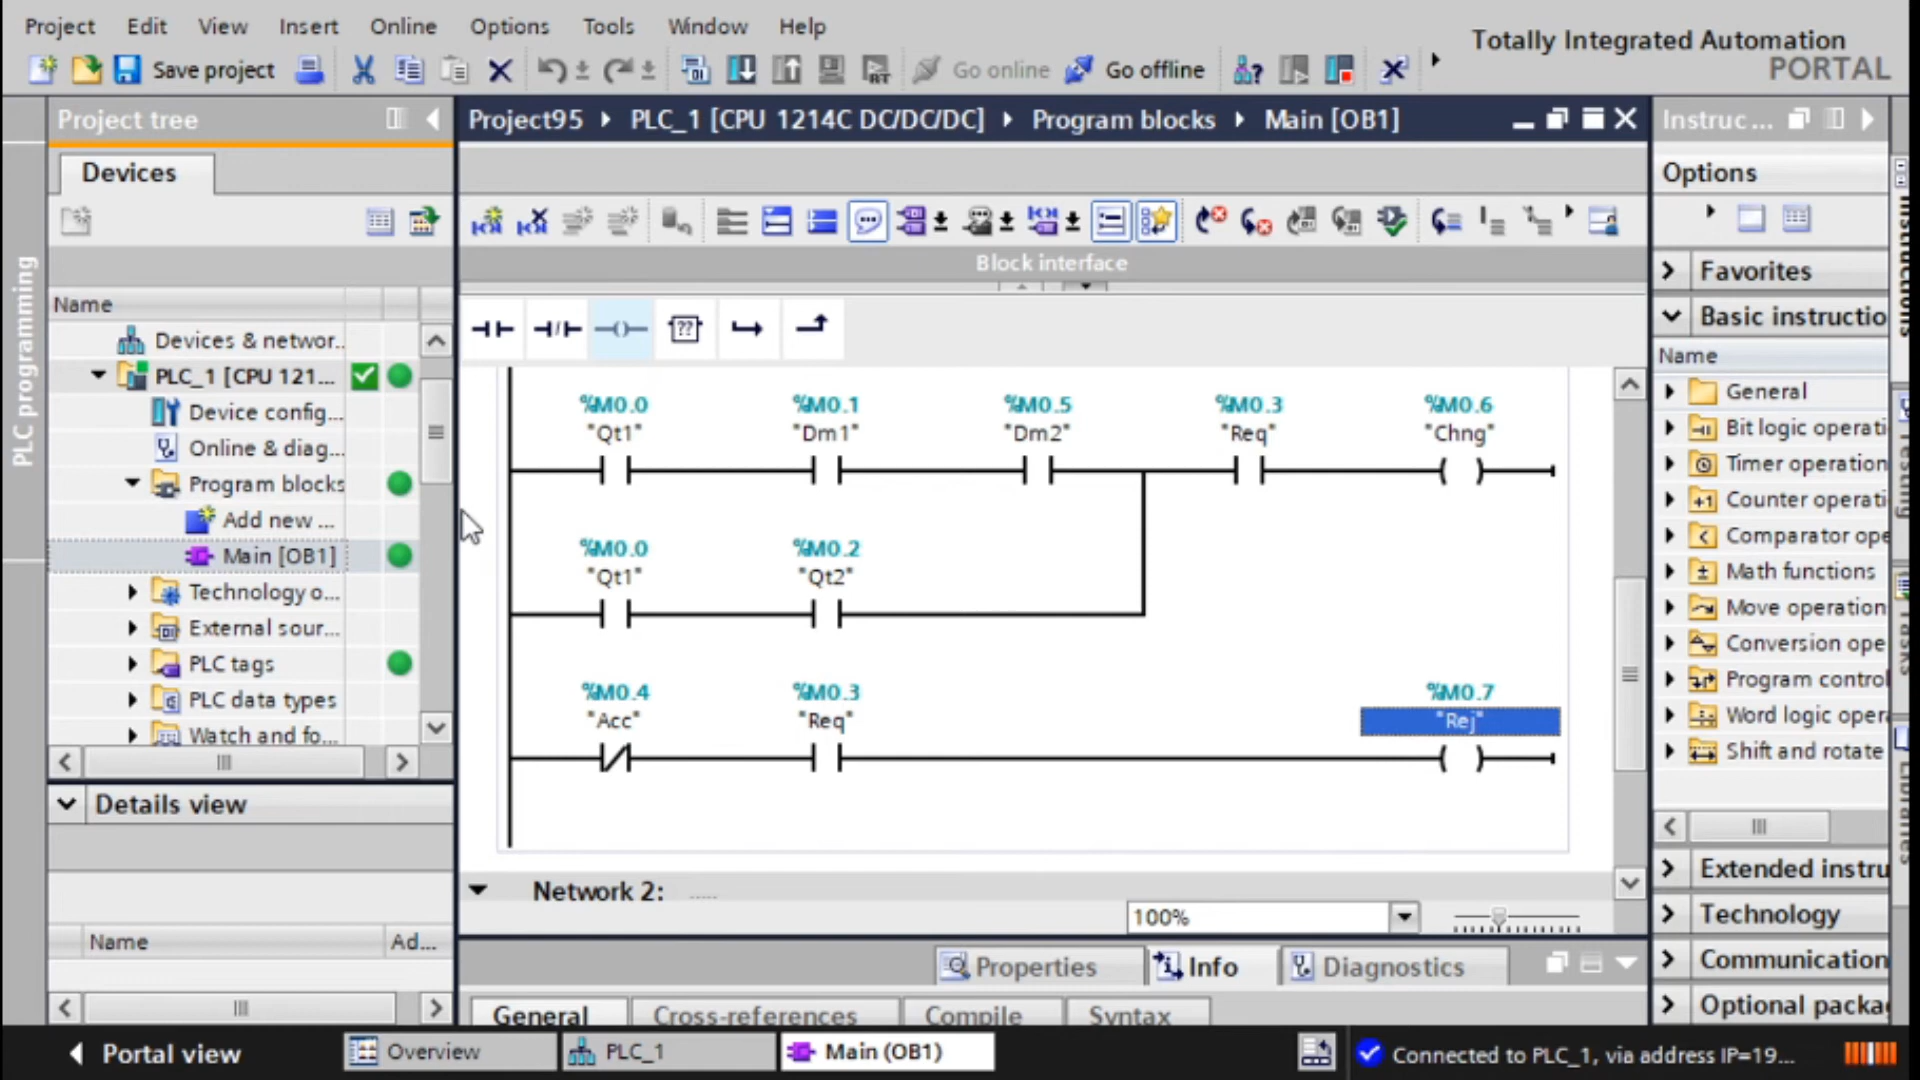 Project Edit View Insert Online Options Tools Window Help
Totally Integrated Automation
PORTAL
Save project Go online Go offline
Project tree
Project95 PLC_1 [CPU 1214C DC/DC/DC] Program blocks Main [OB1]
Instruc...
Devices
Options
Block interface
Name
Devices & networ..
PLC_1 [CPU 121...
Device config...
Online & diag...
Program blocks
Add new ...
Main [OB1]
Technology o...
External sour...
PLC tags
PLC data types
Watch and fo...
Details view
Name Ad...
PLC programming
%M0.0 %M0.1 %M0.5 %M0.3 %M0.6
"Qt1" "Dm1" "Dm2" "Req" "Chng"
%M0.0 %M0.2
"Qt1" "Qt2"
%M0.4 %M0.3 %M0.7
"Acc" "Req" "Rej"
Network 2: .....
100%
Properties Info Diagnostics
General Cross-references Compile Syntax
Favorites
Basic instructio
Name
General
Bit logic operati
Timer operation
Counter operati
Comparator ope
Math functions
Move operation
Conversion ope
Program control
Word logic oper
Shift and rotate
Extended instru
Technology
Communication
Optional packa
Instructions
Testing
Tasks
Libraries
Portal view Overview PLC_1 Main (OB1) Connected to PLC_1, via address IP=19...